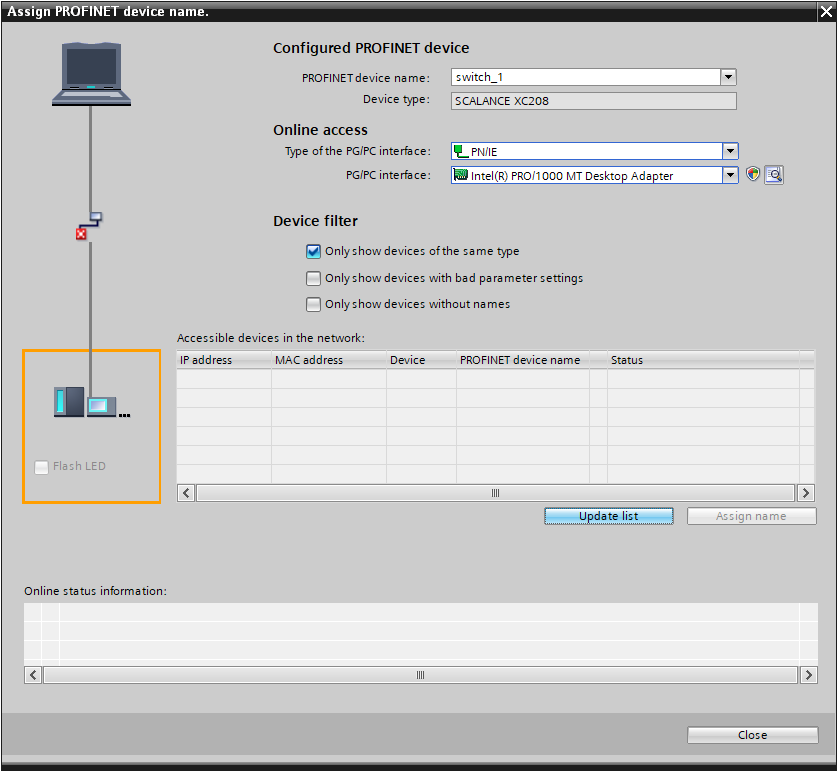 Assign PROFINET device name.
Configured PROFINET device
PROFINET device name: switch_1
Device type: SCALANCE XC208
Online access
Type of the PG/PC interface: PN/IE
PG/PC interface: Intel(R) PRO/1000 MT Desktop Adapter
Device filter
Only show devices of the same type
Only show devices with bad parameter settings
Only show devices without names
Accessible devices in the network:
IP address MAC address Device PROFINET device name Status
Flash LED
Update list Assign name
Online status information:
Close